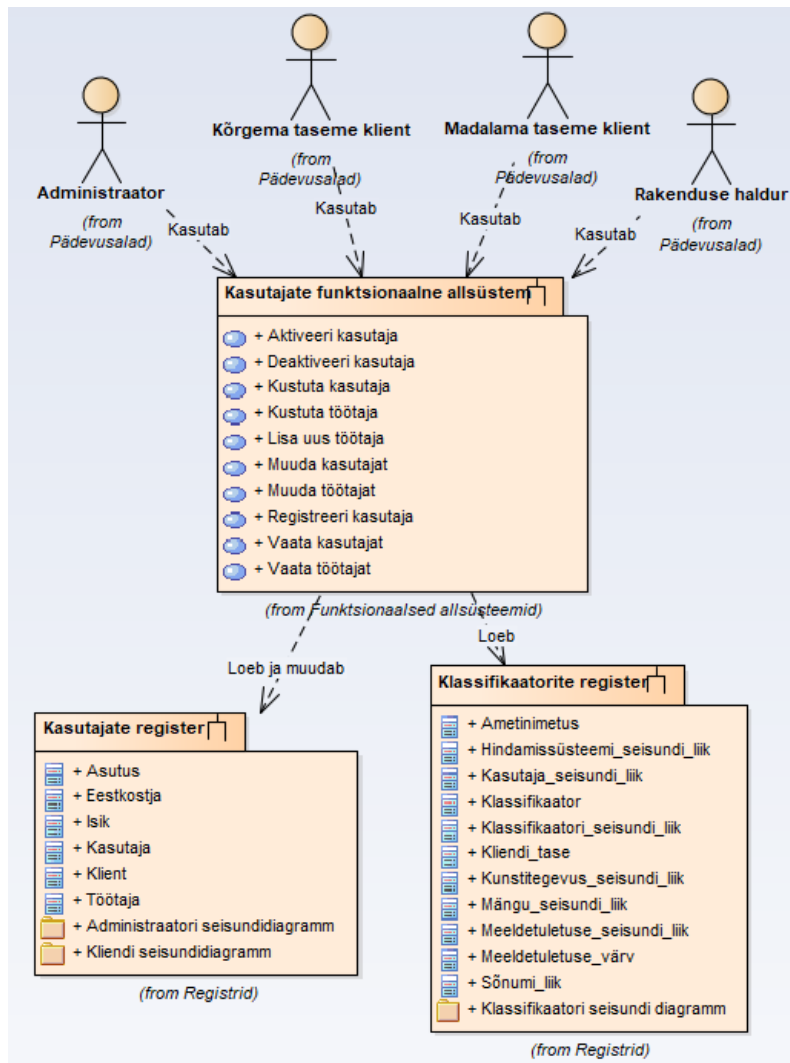 Kõrgema taseme klient
(from
Pädevusalad)
Madalama taseme klient
(from
Pädevusalad)
Administraator
(from
Pädevusalad)
Rakenduse haldur
(from
Pädevusalad)
Kasutab
Kasutab
Kasutab
Kasutab
Kasutajate funktsionaalne allsüsteem
+ Aktiveeri kasutaja
+ Deaktiveeri kasutaja
+ Kustuta kasutaja
+ Kustuta töötaja
+ Lisa uus töötaja
+ Muuda kasutajat
+ Muuda töötajat
+ Registreeri kasutaja
+ Vaata kasutajat
+ Vaata töötajat
(from Funktsionaalsed allsüsteemid)
Loeb ja muudab
Loeb
Kasutajate register
+ Asutus
+ Eestkostja
+ Isik
+ Kasutaja
+ Klient
+ Töötaja
+ Administraatori seisundidiagramm
+ Kliendi seisundidiagramm
(from Registrid)
Klassifikaatorite register
+ Ametinimetus
+ Hindamissüsteemi_seisundi_liik
+ Kasutaja_seisundi_liik
+ Klassifikaator
+ Klassifikaatori_seisundi_liik
+ Kliendi_tase
+ Kunstitegevus_seisundi_liik
+ Mängu_seisundi_liik
+ Meeldetuletuse_seisundi_liik
+ Meeldetuletuse_värv
+ Sõnumi_liik
+ Klassifikaatori seisundi diagramm
(from Registrid)